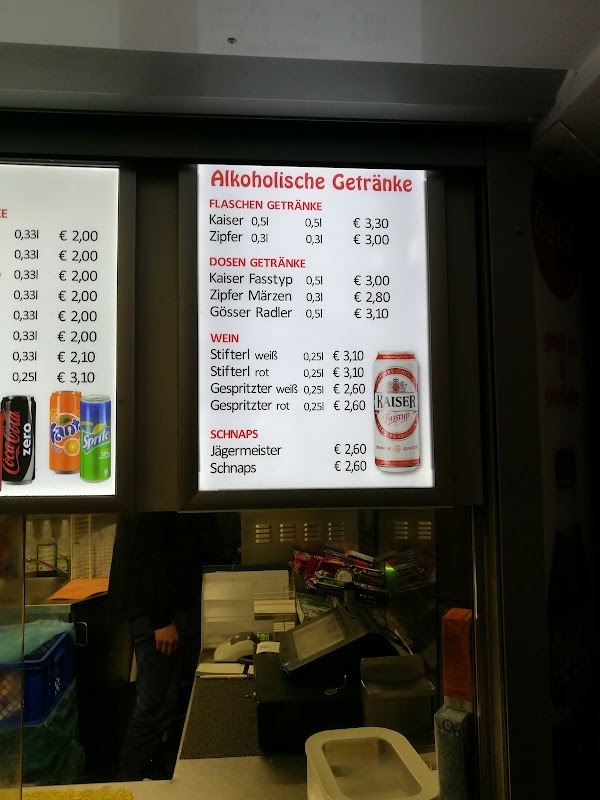 KE
0,33l € 2,00
0,33l € 2,00
0,33l € 2,00
0,33l € 2,00
0,33l € 2,00
0,33l € 2,00
0,33l € 2,10
0,25l € 3,10
Coca-Cola zero
Fanta
Sprite
Alkoholische Getränke
FLASCHEN GETRÄNKE
Kaiser 0,5l 0,5l € 3,30
Zipfer 0,3l 0,3l € 3,00
DOSEN GETRÄNKE
Kaiser Fasstyp 0,5l € 3,00
Zipfer Märzen 0,3l € 2,80
Gösser Radler 0,5l € 3,10
WEIN
Stifterl weiß 0,25l € 3,10
Stifterl rot 0,25l € 3,10
Gespritzter weiß 0,25l € 2,60
Gespritzter rot 0,25l € 2,60
KAISER
Fasstyp
SCHNAPS
Jägermeister € 2,60
Schnaps € 2,60